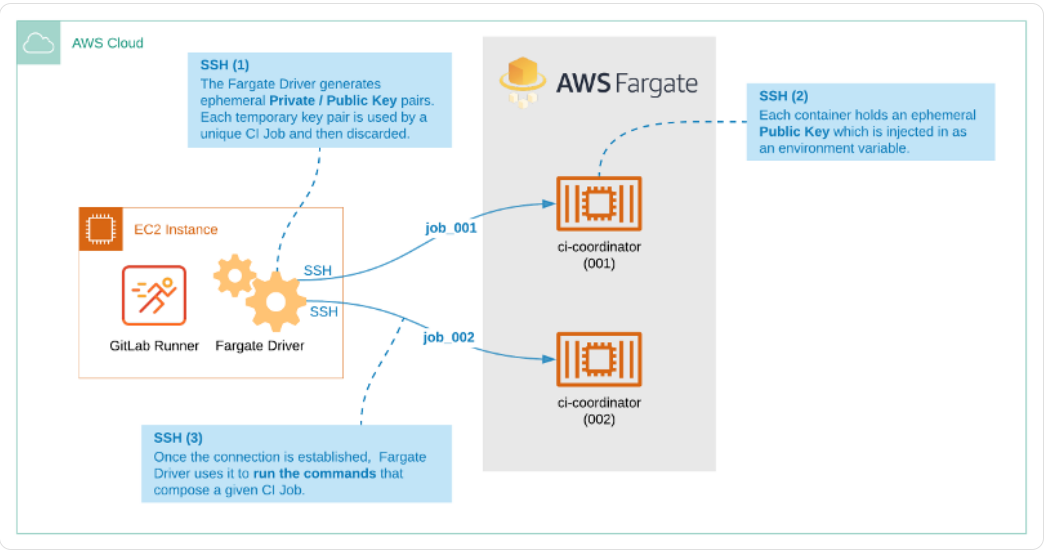 AWS Cloud
SSH (1)
The Fargate Driver generates
ephemeral Private / Public Key pairs.
Each temporary key pair is used by a
unique CI Job and then discarded.
AWS Fargate
SSH (2)
Each container holds an ephemeral
Public Key which is injected in as
an environment variable.
EC2 Instance
GitLab Runner
Fargate Driver
SSH
SSH
job_001
job_002
ci-coordinator
(001)
ci-coordinator
(002)
SSH (3)
Once the connection is established, Fargate
Driver uses it to run the commands that
compose a given CI Job.